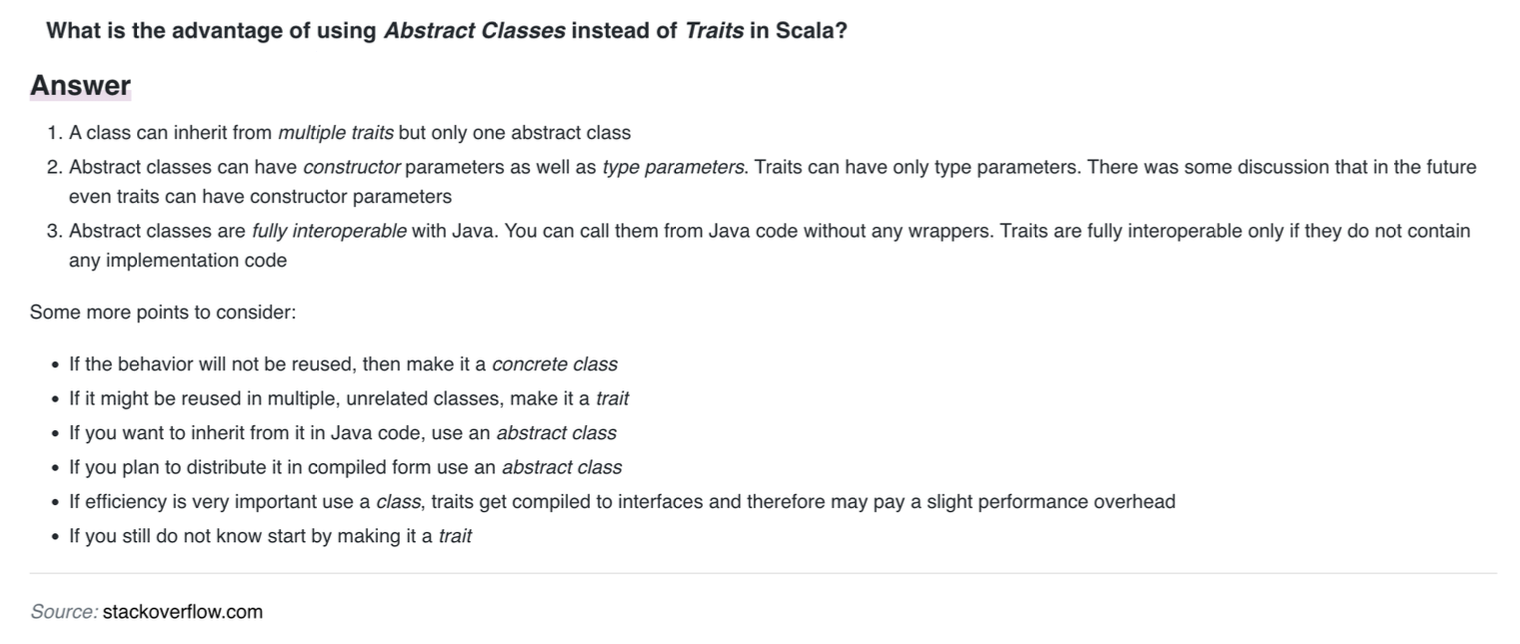 What is the advantage of using Abstract Classes instead of Traits in Scala?
Answer
1. A class can inherit from multiple traits but only one abstract class
2. Abstract classes can have constructor parameters as well as type parameters. Traits can have only type parameters. There was some discussion that in the future
even traits can have constructor parameters
3. Abstract classes are fully interoperable with Java. You can call them from Java code without any wrappers. Traits are fully interoperable only if they do not contain
any implementation code
Some more points to consider:
• If the behavior will not be reused, then make it a concrete class
• If it might be reused in multiple, unrelated classes, make it a trait
• If you want to inherit from it in Java code, use an abstract class
• If you plan to distribute it in compiled form use an abstract class
• If efficiency is very important use a class, traits get compiled to interfaces and therefore may pay a slight performance overhead
• If you still do not know start by making it a trait
Source: stackoverflow.com